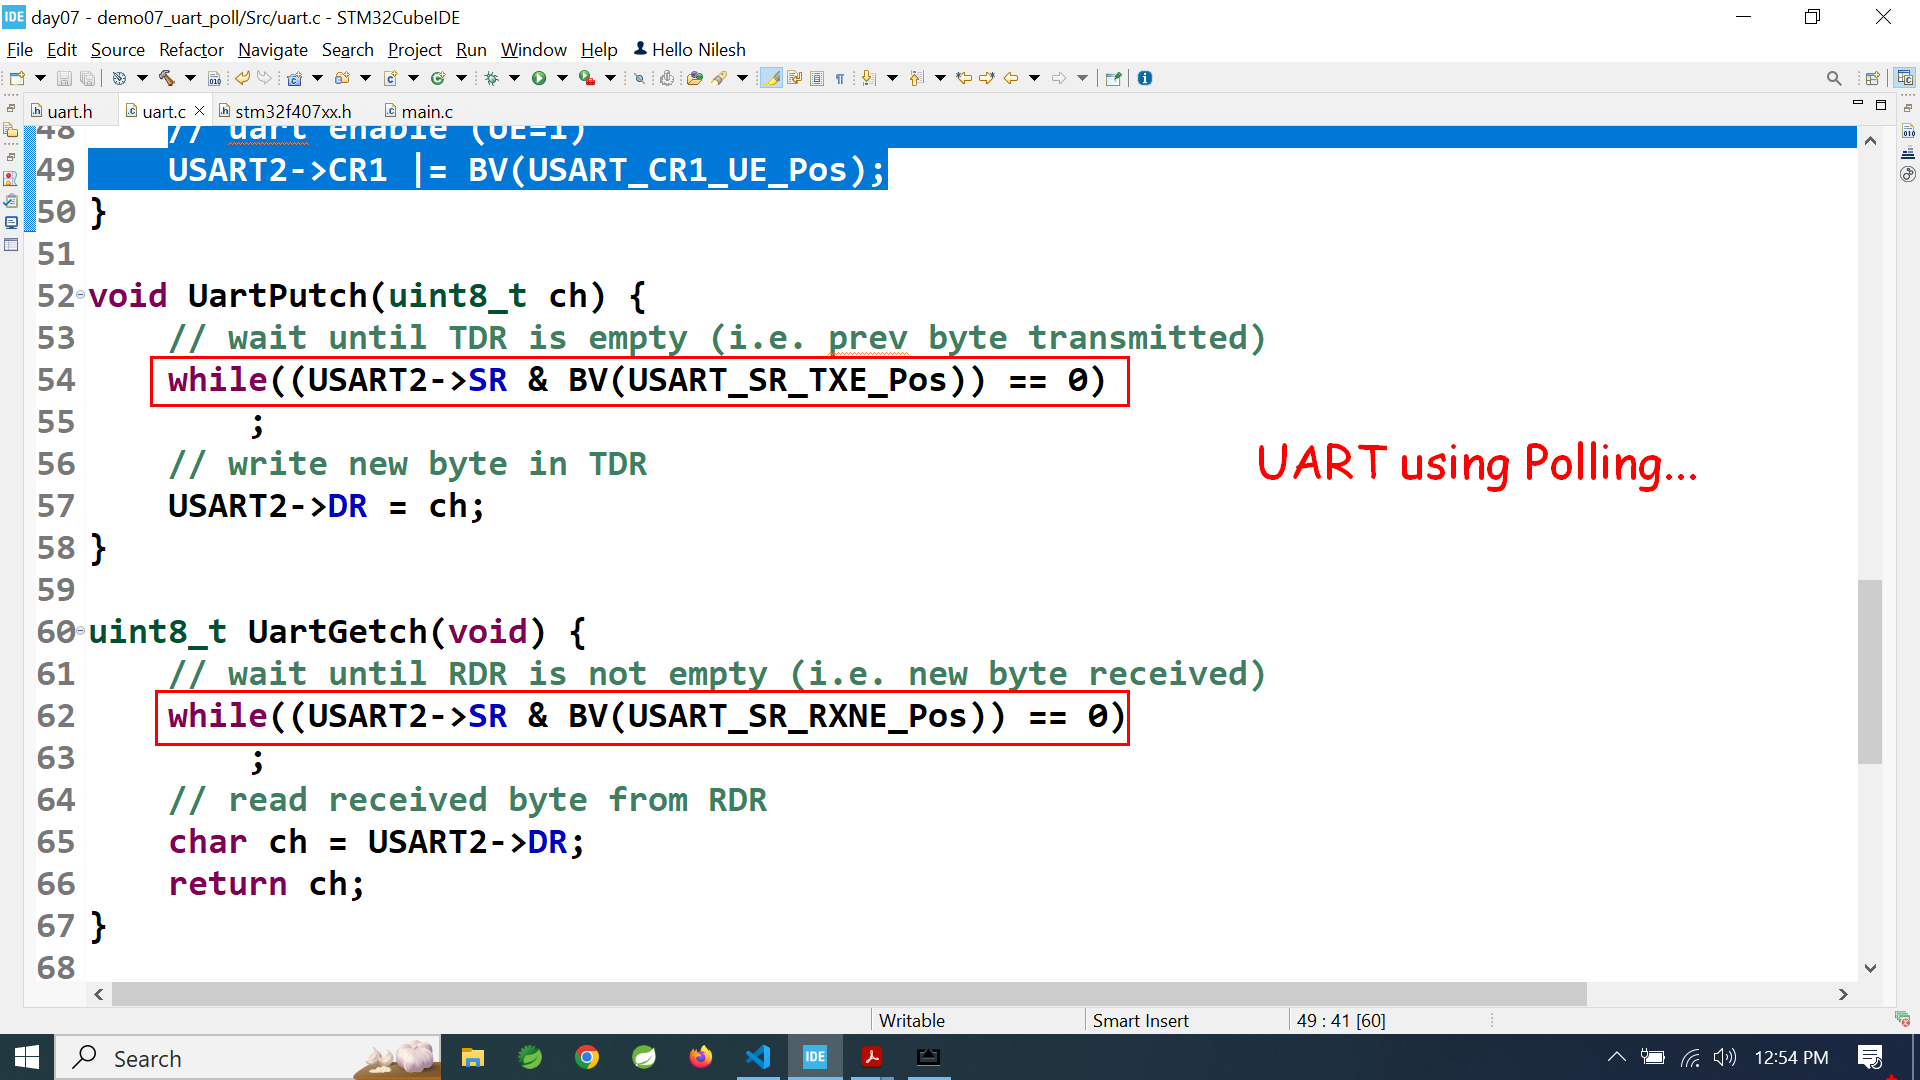 IDE day07 - demo07_uart_poll/Src/uart.c - STM32CubeIDE
File Edit Source Refactor Navigate Search Project Run Window Help Hello Nilesh
uart.h uart.c stm32f407xx.h main.c
48 // uart enable (UE=1)
49 USART2->CR1 |= BV(USART_CR1_UE_Pos);
50 }
51
52 void UartPutch(uint8_t ch) {
53 // wait until TDR is empty (i.e. prev byte transmitted)
54 while((USART2->SR & BV(USART_SR_TXE_Pos)) == 0)
55 ;
56 // write new byte in TDR
57 USART2->DR = ch;
58 }
59
60 uint8_t UartGetch(void) {
61 // wait until RDR is not empty (i.e. new byte received)
62 while((USART2->SR & BV(USART_SR_RXNE_Pos)) == 0)
63 ;
64 // read received byte from RDR
65 char ch = USART2->DR;
66 return ch;
67 }
68
UART using Polling...
Writable Smart Insert 49 : 41 [60]
Search IDE 12:54 PM